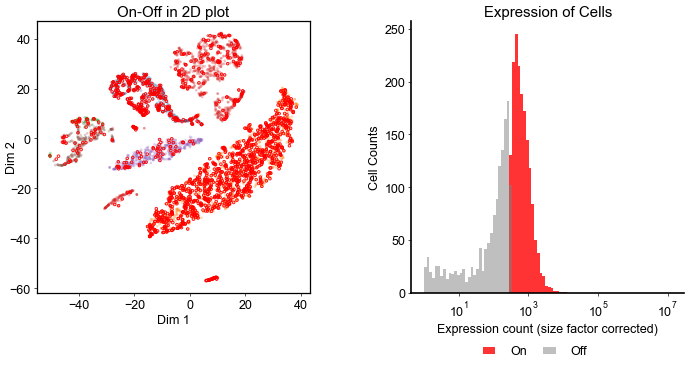 On-Off in 2D plot
Dim 2
40
20
0
−20
−40
−60
−40
−20
0
20
40
Dim 1
Expression of Cells
Cell Counts
250
200
150
100
50
0
10^1
10^3
10^5
10^7
Expression count (size factor corrected)
On
Off